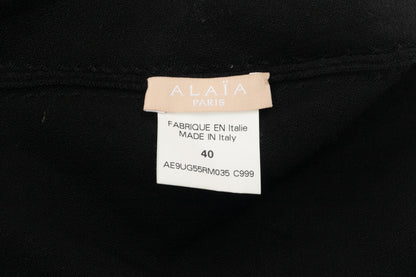 ALAÏA
PARIS
FABRIQUE EN Italie
MADE IN Italy
40
AE9UG55RM035 C999